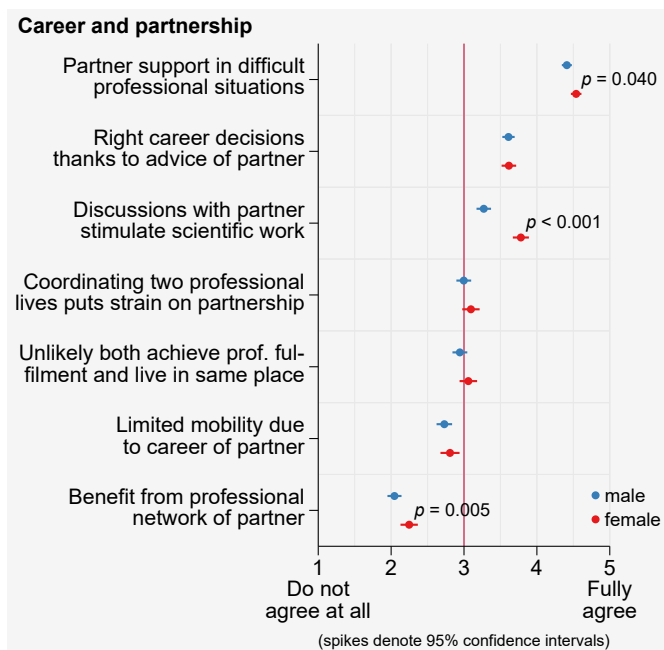 Career and partnership
Partner support in difficult
professional situations
p = 0.040
Right career decisions
thanks to advice of partner
Discussions with partner
stimulate scientific work
p < 0.001
Coordinating two professional
lives puts strain on partnership
Unlikely both achieve prof. ful-
filment and live in same place
Limited mobility due
to career of partner
Benefit from professional
network of partner
p = 0.005
male
female
1 2 3 4 5
Do not
agree at all
Fully
agree
(spikes denote 95% confidence intervals)